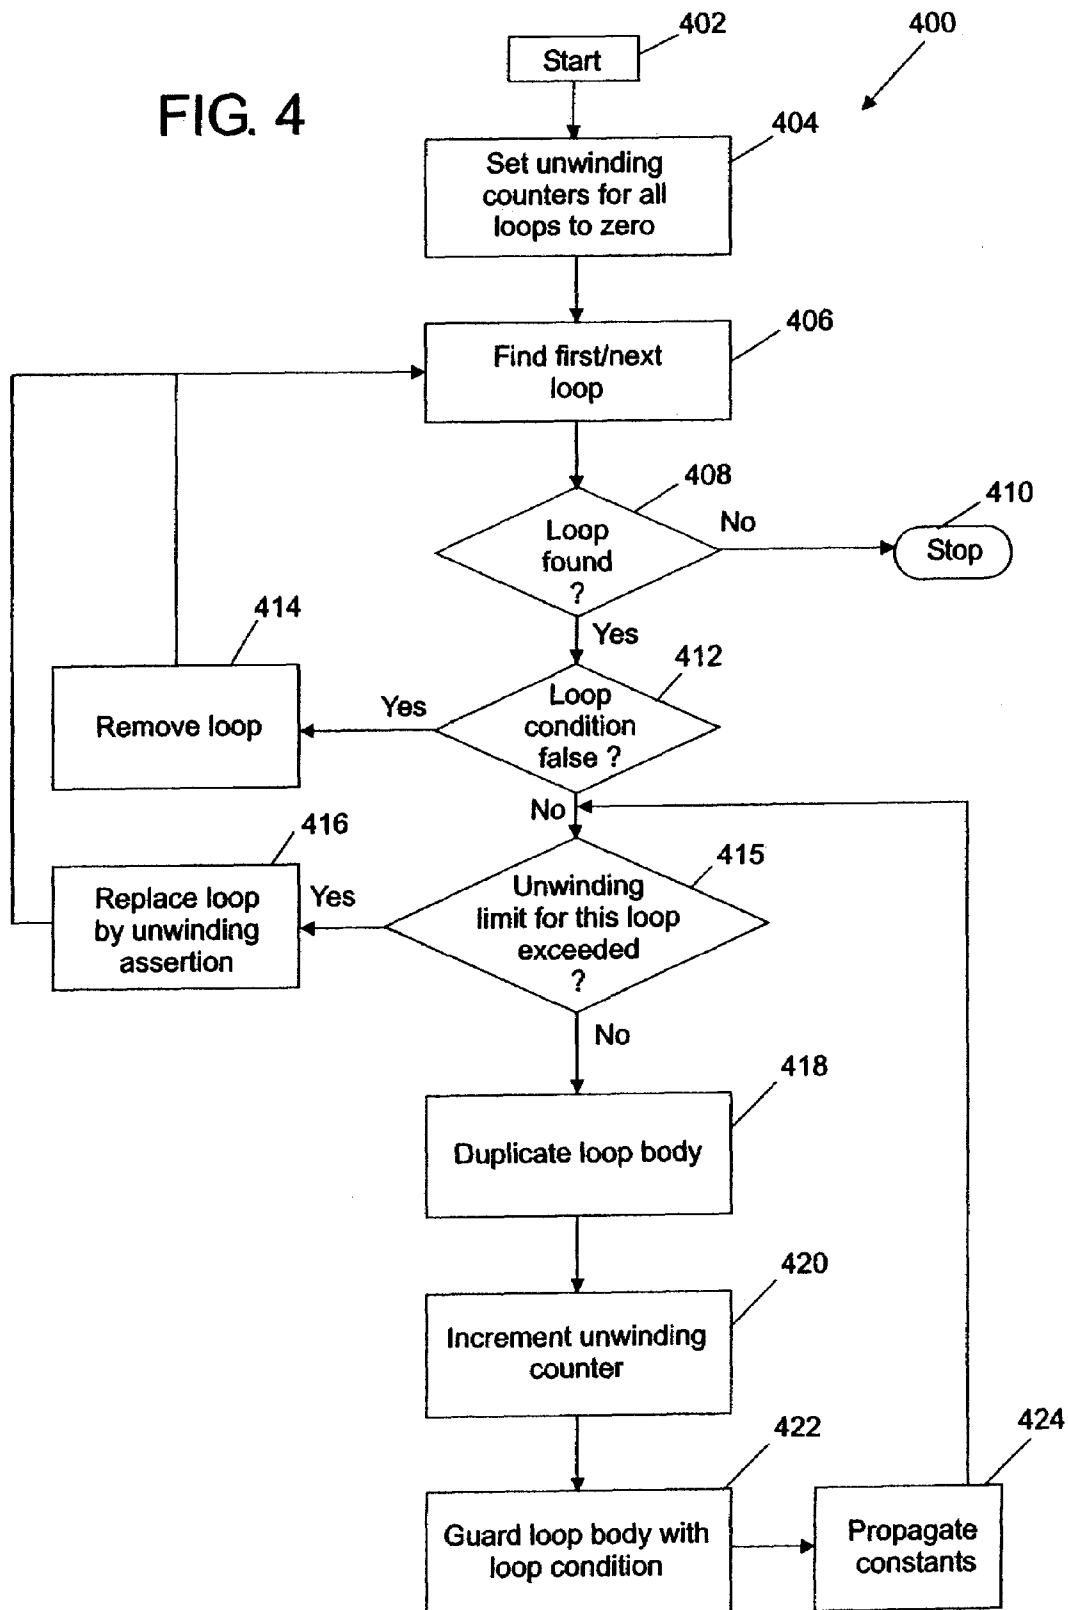 402
400
Start
FIG. 4
404
Set unwinding
counters for all
loops to zero
406
Find first/next
loop
408
410
No
Loop
found
?
Stop
414
Yes
412
Remove loop
Yes
Loop
condition
false ?
No
416
415
Replace loop
by unwinding
assertion
Yes
Unwinding
limit for this loop
exceeded
?
No
418
Duplicate loop body
420
Increment unwinding
counter
422
424
Guard loop body with
loop condition
Propagate
constants